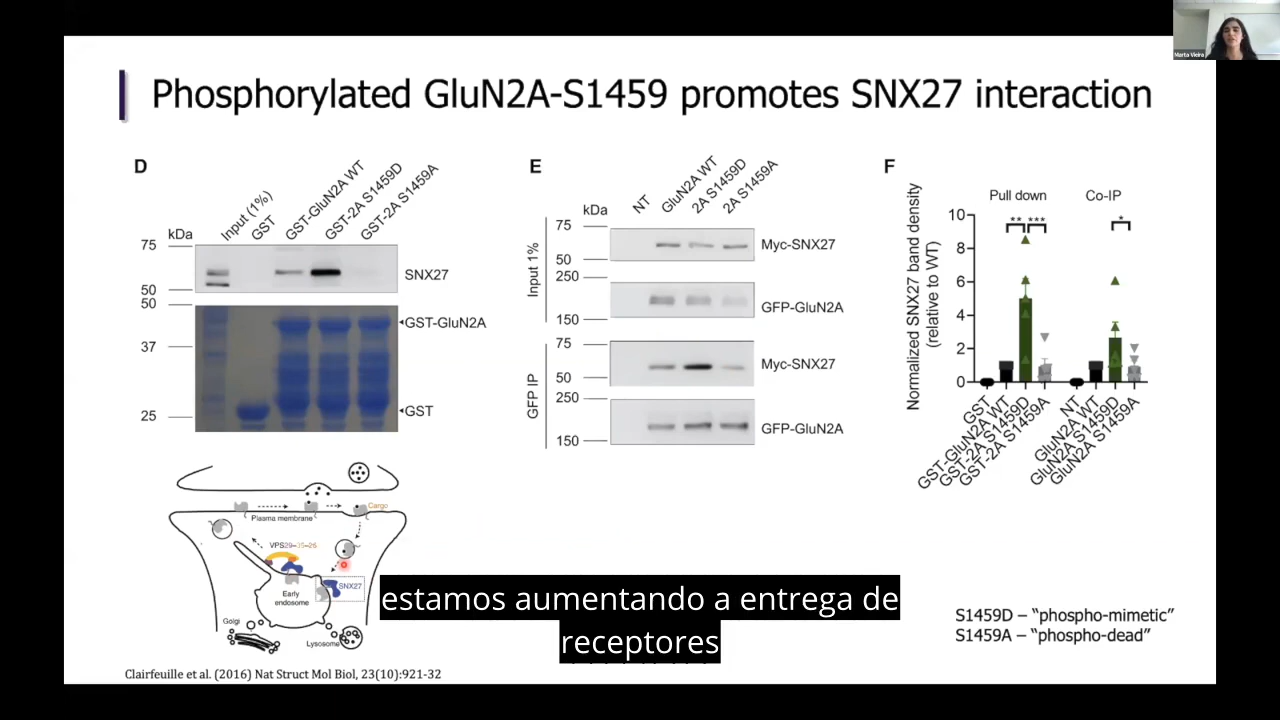 Marta Vieira
Phosphorylated GluN2A-S1459 promotes SNX27 interaction
D
kDa
Input (1%)
GST
GST-GluN2A WT
GST-2A S1459D
GST-2A S1459A
75
50
SNX27
50
37
25
GST-GluN2A
GST
E
kDa
NT
GluN2A WT
2A S1459D
2A S1459A
Input 1%
75
50
Myc-SNX27
250
150
GFP-GluN2A
GFP IP
75
50
Myc-SNX27
250
150
GFP-GluN2A
F
Pull down
Co-IP
Normalized SNX27 band density
(relative to WT)
10
8
6
4
2
0
**
***
*
GST
GST-GluN2A WT
GST-2A S1459D
GST-2A S1459A
NT
GluN2A WT
GluN2A S1459D
GluN2A S1459A
Plasma membrane
Cargo
VPS29-35-26
SNX27
Early
endosome
Golgi
Lysosome
estamos aumentando a entrega de
receptores
S1459D – “phospho-mimetic”
S1459A – “phospho-dead”
Clairfeuille et al. (2016) Nat Struct Mol Biol, 23(10):921-32